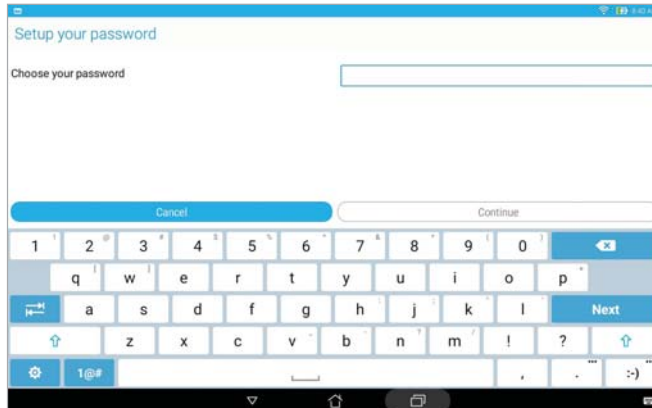 Setup your password
Choose your password
Cancel Continue
1 2 3 4 5 6 7 8 9 0
q w e r t y u i o p
a s d f g h j k l Next
z x c v b n m ! ?
1@# , . :-)